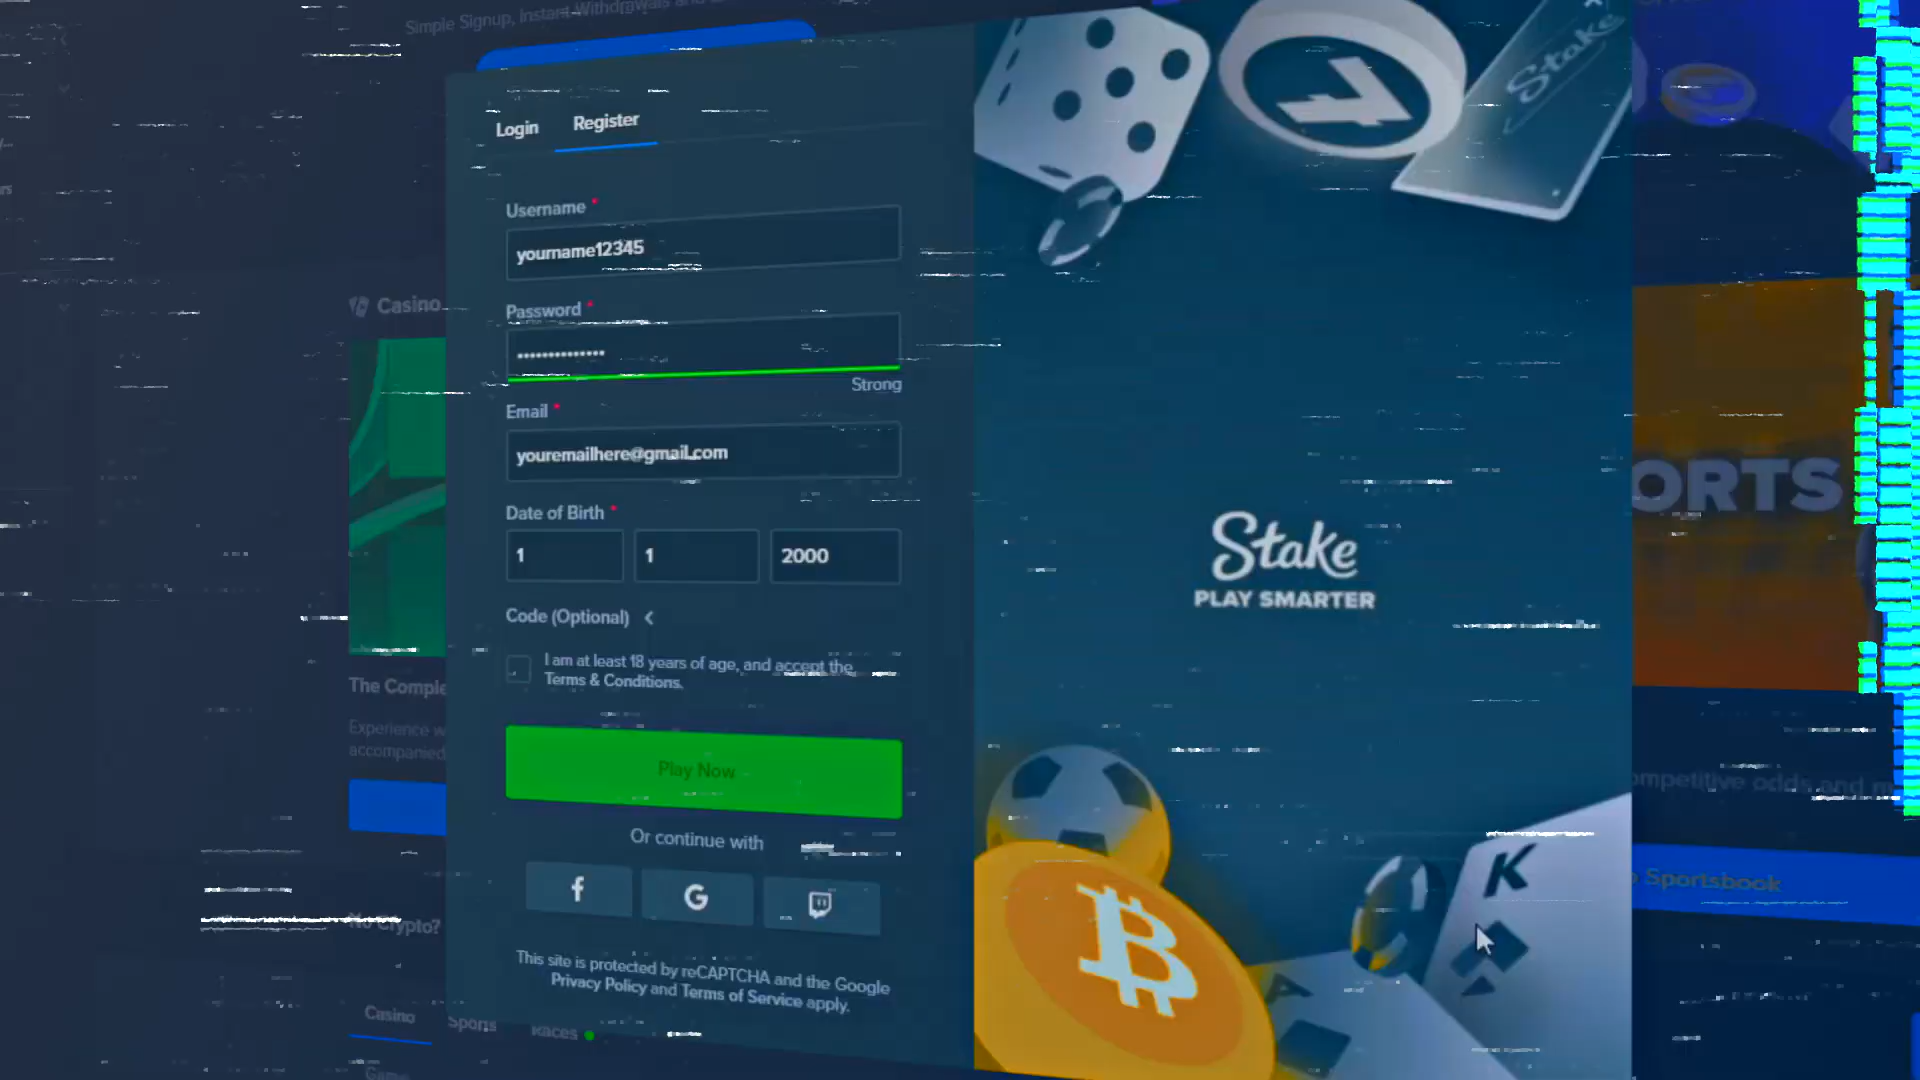 Simple Signup, Instant Withdrawals and
Login
Register
Username *
yourname12345
Password *
••••••••••••••
Strong
Email *
youremailhere@gmail.com
Date of Birth *
1
1
2000
Code (Optional)
I am at least 18 years of age, and accept the
Terms & Conditions.
Play Now
Or continue with
This site is protected by reCAPTCHA and the Google
Privacy Policy and Terms of Service apply.
Casino
The Comple
Experience w
accompanied
No Crypto?
Casino
Sports
Races
Stake
Stake
PLAY SMARTER
K
A
ORTS
ompetitive odds and m
Sportsbook